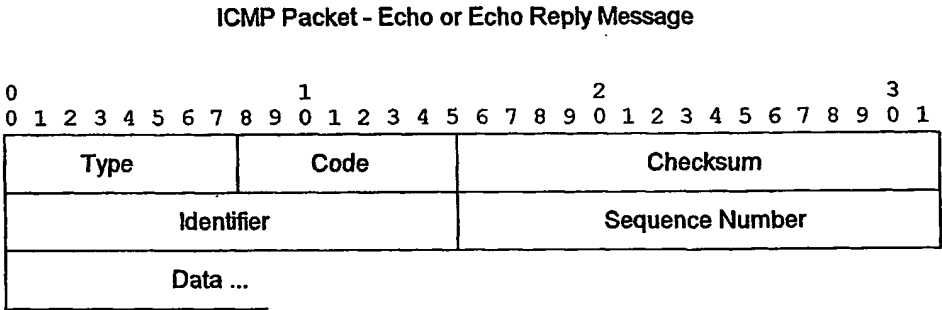 ICMP Packet - Echo or Echo Reply Message
0 1 2 3
0 1 2 3 4 5 6 7 8 9 0 1 2 3 4 5 6 7 8 9 0 1 2 3 4 5 6 7 8 9 0 1
Type Code Checksum
Identifier Sequence Number
Data ...